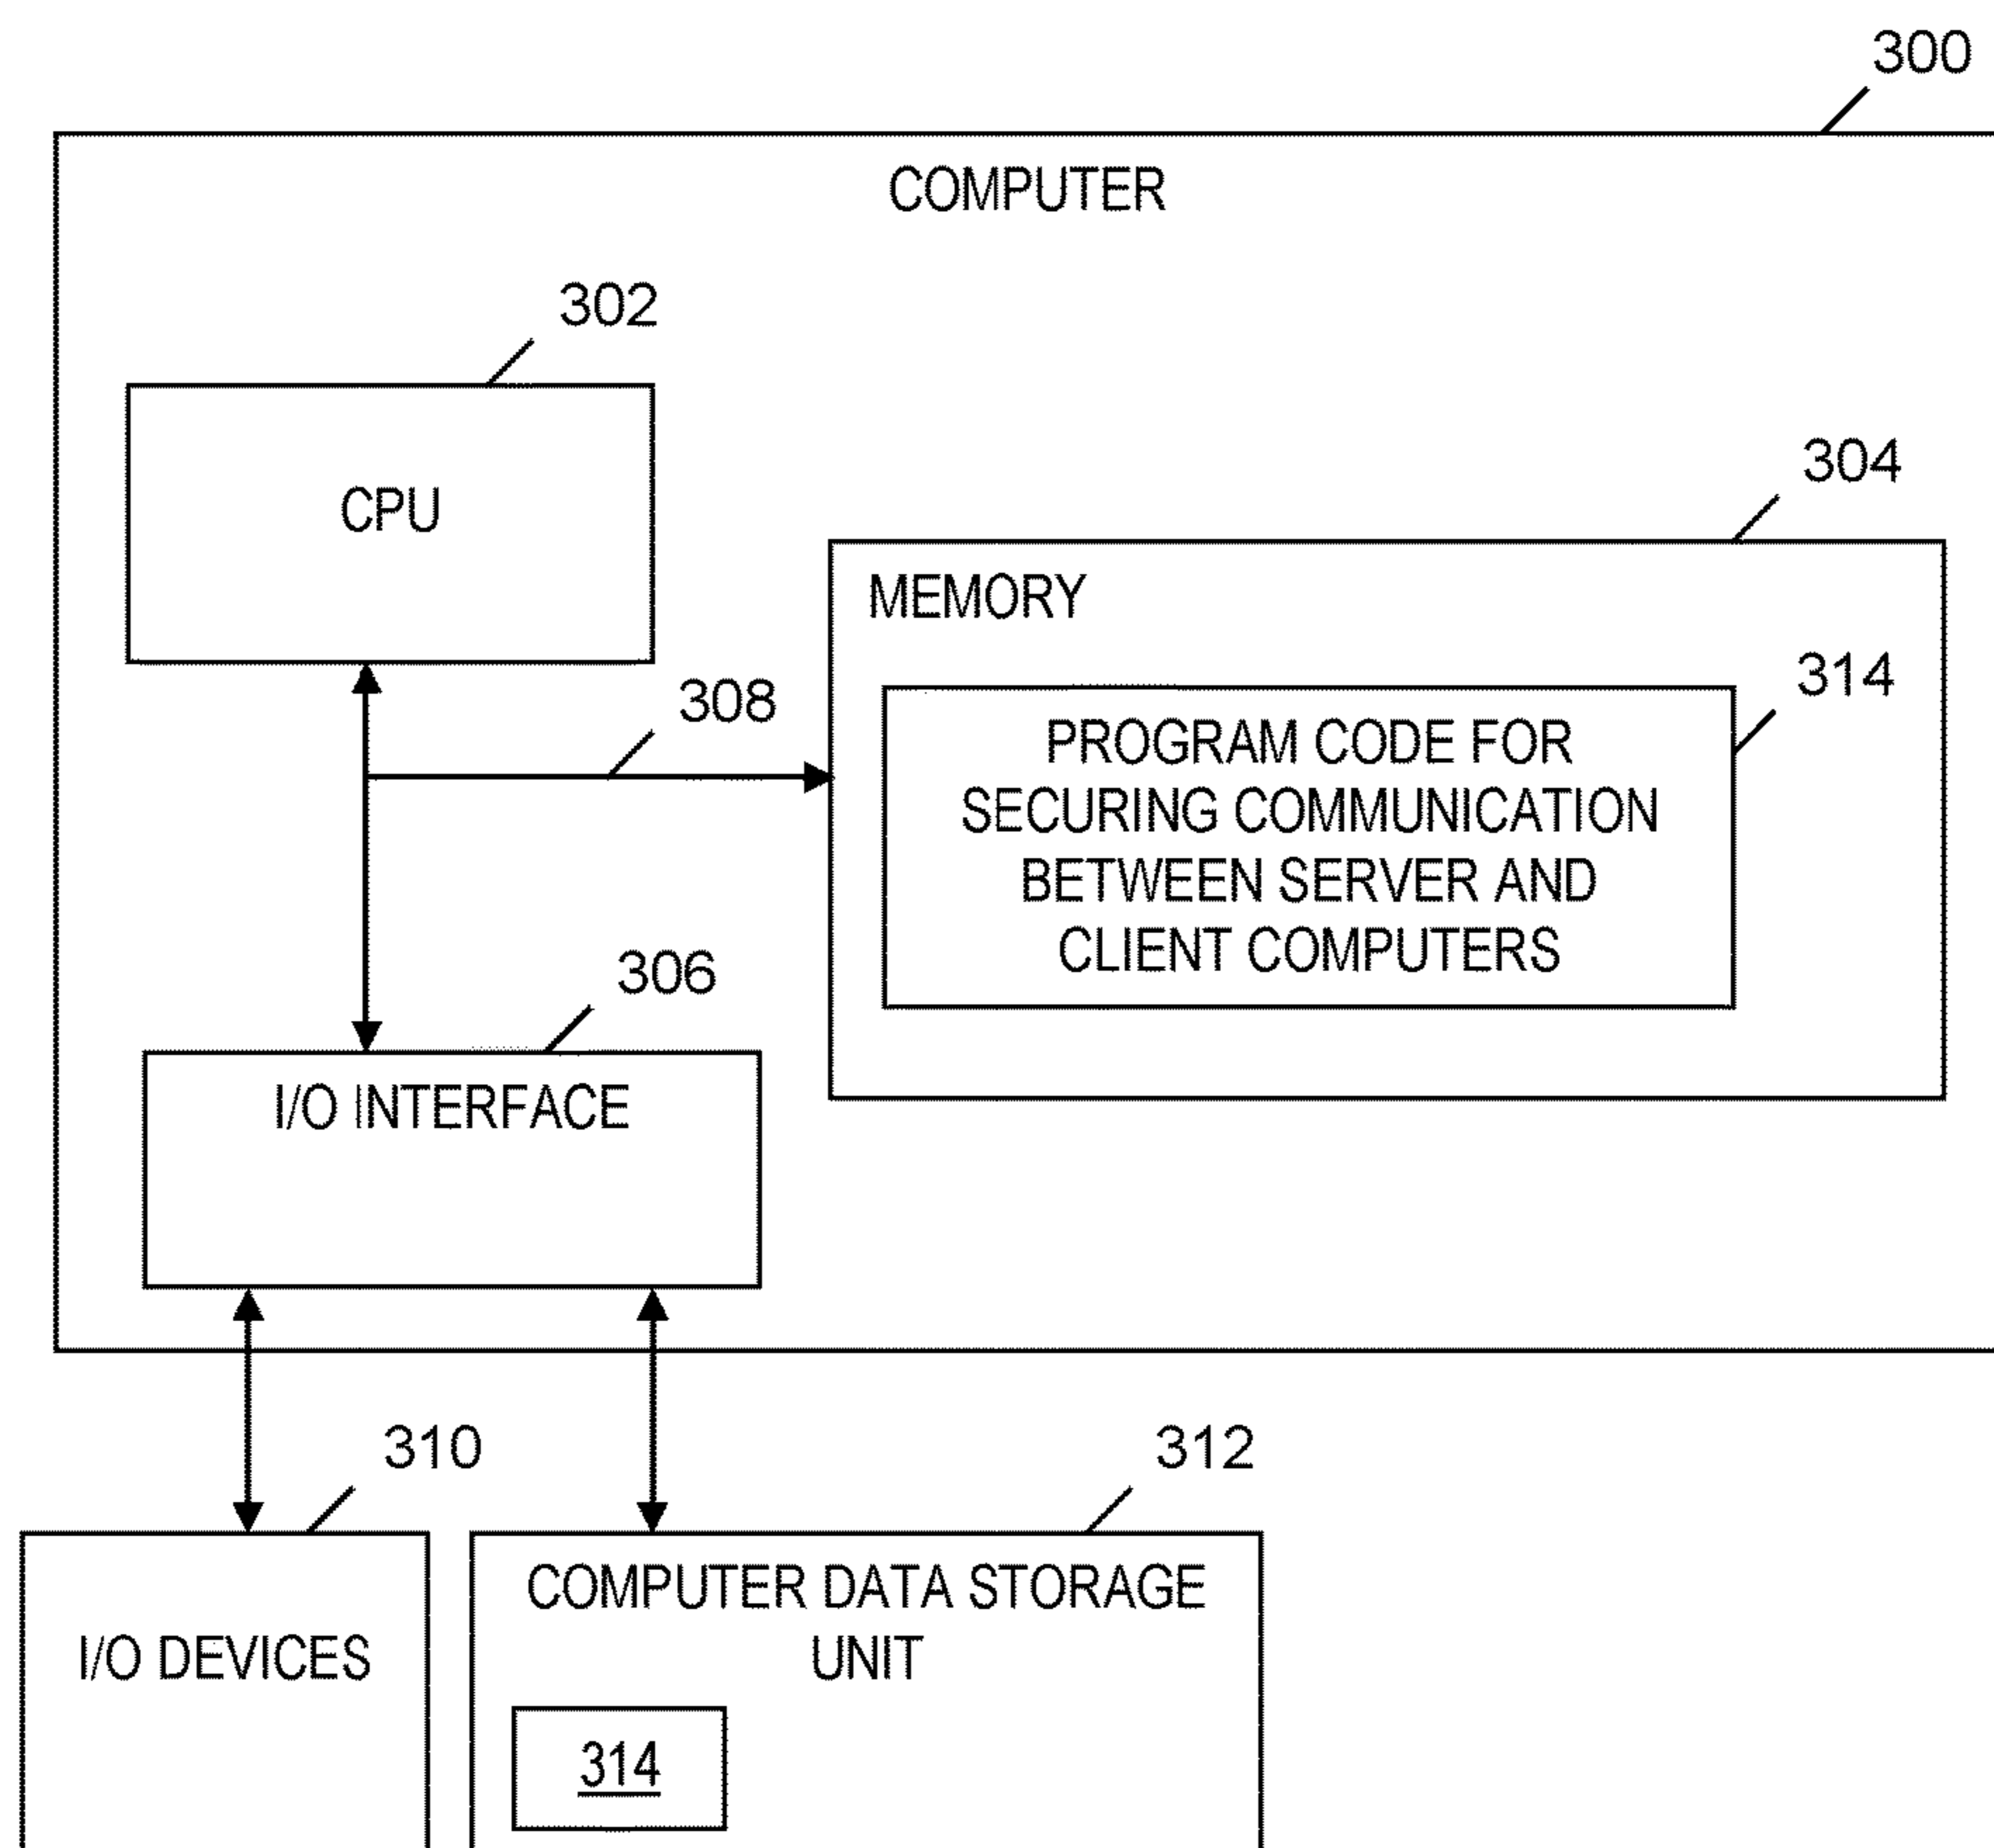 300
COMPUTER
302
CPU
304
MEMORY
308
314
PROGRAM CODE FOR
SECURING COMMUNICATION
BETWEEN SERVER AND
CLIENT COMPUTERS
306
I/O INTERFACE
310
312
I/O DEVICES
COMPUTER DATA STORAGE
UNIT
314